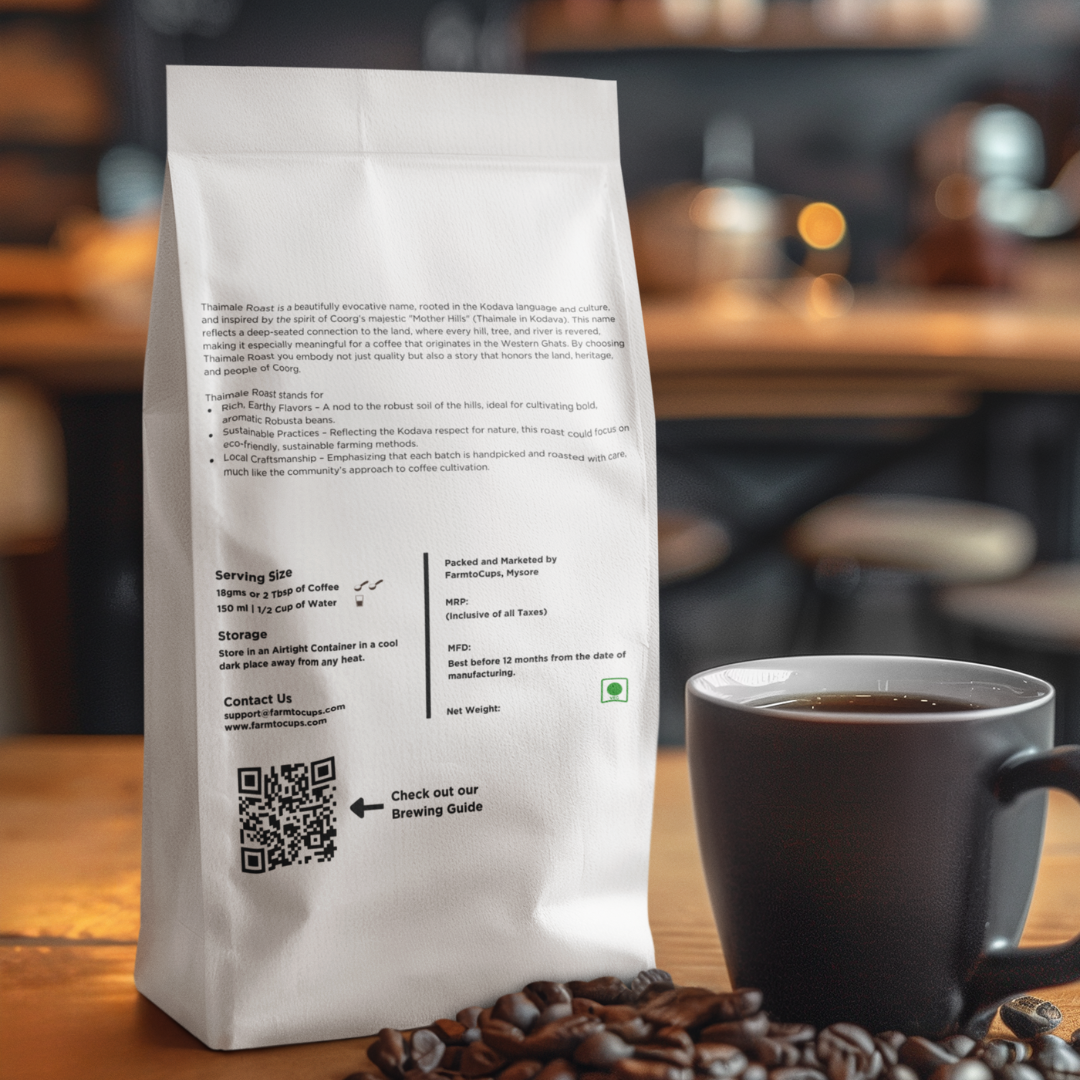 Thaimale Roast is a beautifully evocative name, rooted in the Kodava language and culture,
and inspired by the spirit of Coorg's majestic "Mother Hills" (Thaimale in Kodava). This name
reflects a deep-seated connection to the land, where every hill, tree, and river is revered,
making it especially meaningful for a coffee that originates in the Western Ghats. By choosing
Thaimale Roast you embody not just quality but also a story that honors the land, heritage,
and people of Coorg.
Thaimale Roast stands for
• Rich, Earthy Flavors – A nod to the robust soil of the hills, ideal for cultivating bold,
aromatic Robusta beans.
• Sustainable Practices – Reflecting the Kodava respect for nature, this roast could focus on
eco-friendly, sustainable farming methods.
• Local Craftsmanship – Emphasizing that each batch is handpicked and roasted with care,
much like the community's approach to coffee cultivation.
Serving Size
18gms or 2 Tbsp of Coffee
150 ml | 1/2 Cup of Water
Storage
Store in an Airtight Container in a cool
dark place away from any heat.
Contact Us
support@farmtocups.com
www.farmtocups.com
Packed and Marketed by
FarmtoCups, Mysore
MRP:
(Inclusive of all Taxes)
MFD:
Best before 12 months from the date of
manufacturing.
Net Weight:
Check out our
Brewing Guide